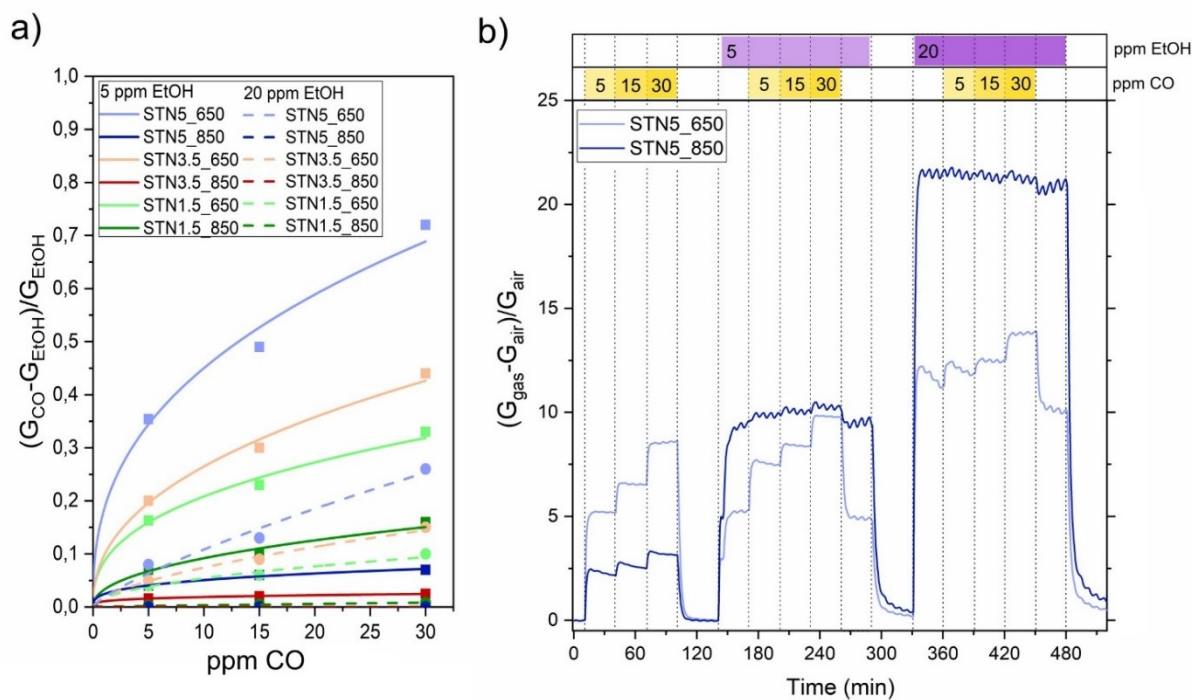 a)
1,0
0,9
0,8
0,7
0,6
0,5
0,4
0,3
0,2
0,1
0,0
(G_CO-G_EtOH)/G_EtOH
5 ppm EtOH 20 ppm EtOH
STN5_650 STN5_650
STN5_850 STN5_850
STN3.5_650 STN3.5_650
STN3.5_850 STN3.5_850
STN1.5_650 STN1.5_650
STN1.5_850 STN1.5_850
0 5 10 15 20 25 30
ppm CO
b)
5 20 ppm EtOH
5 15 30 5 15 30 5 15 30 ppm CO
25
20
15
10
5
0
(G_gas-G_air)/G_air
STN5_650
STN5_850
0 60 120 180 240 300 360 420 480
Time (min)